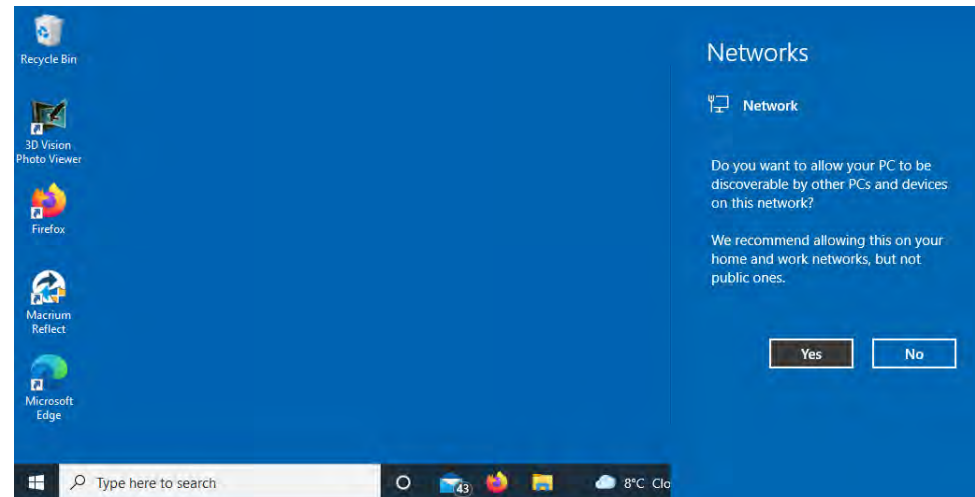 Recycle Bin
3D Vision
Photo Viewer
Firefox
Macrium
Reflect
Microsoft
Edge
Networks
Network
Do you want to allow your PC to be
discoverable by other PCs and devices
on this network?
We recommend allowing this on your
home and work networks, but not
public ones.
Yes
No
Type here to search
43
8°C Clo